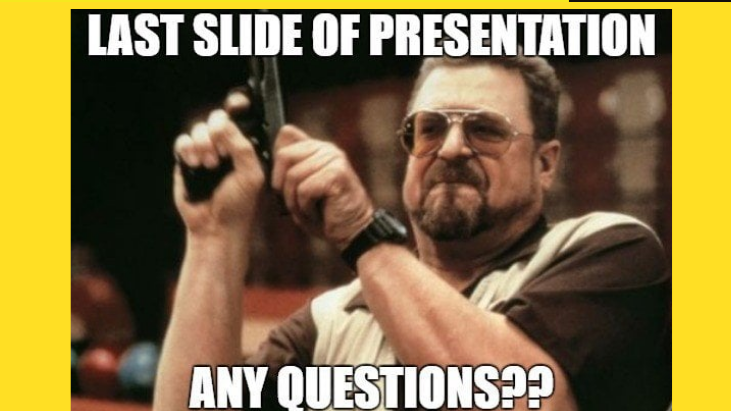 LAST SLIDE OF PRESENTATION
ANY QUESTIONS??